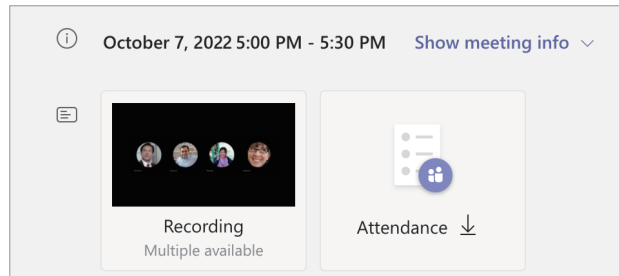 October 7, 2022 5:00 PM - 5:30 PM Show meeting info
Recording
Multiple available
Attendance